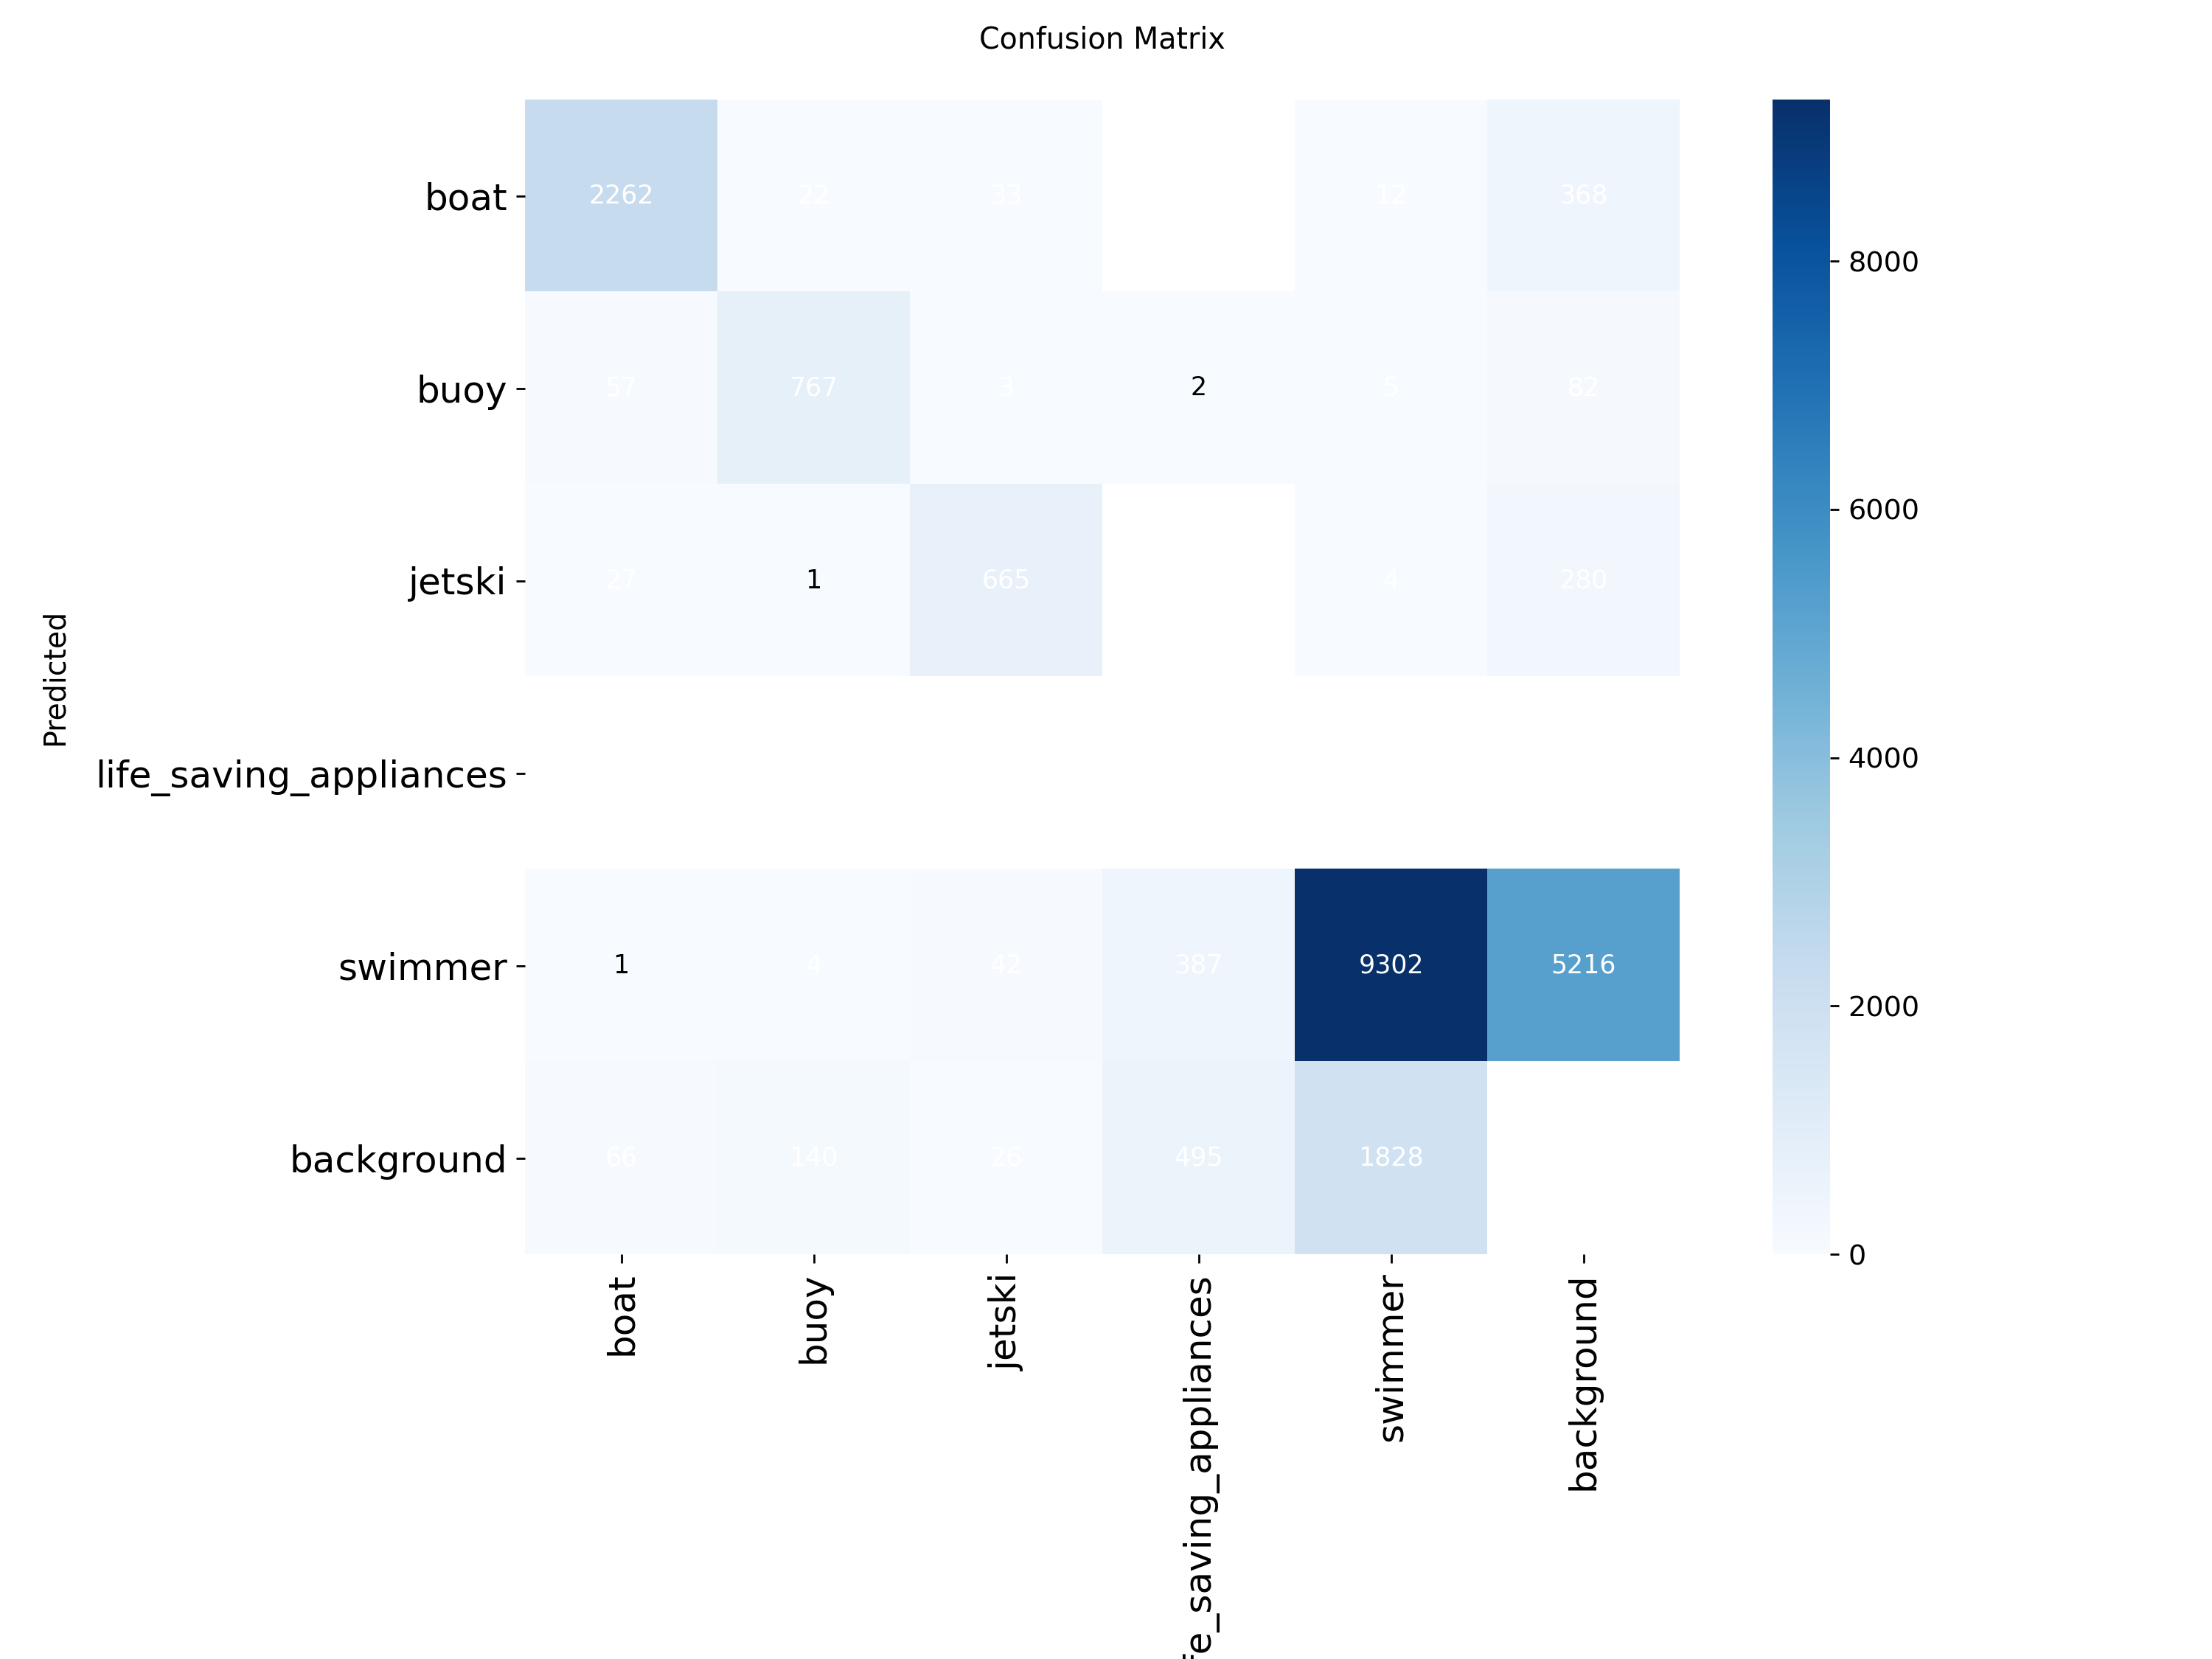 Confusion Matrix
boat
2262 22 33 12 368
buoy
57 767 3 2 5 82
jetski
27 1 665 4 280
life_saving_appliances
swimmer
1 4 42 387 9302 5216
background
66 140 26 495 1828
Predicted
boat
buoy
jetski
fe_saving_appliances
swimmer
background
8000
6000
4000
2000
0